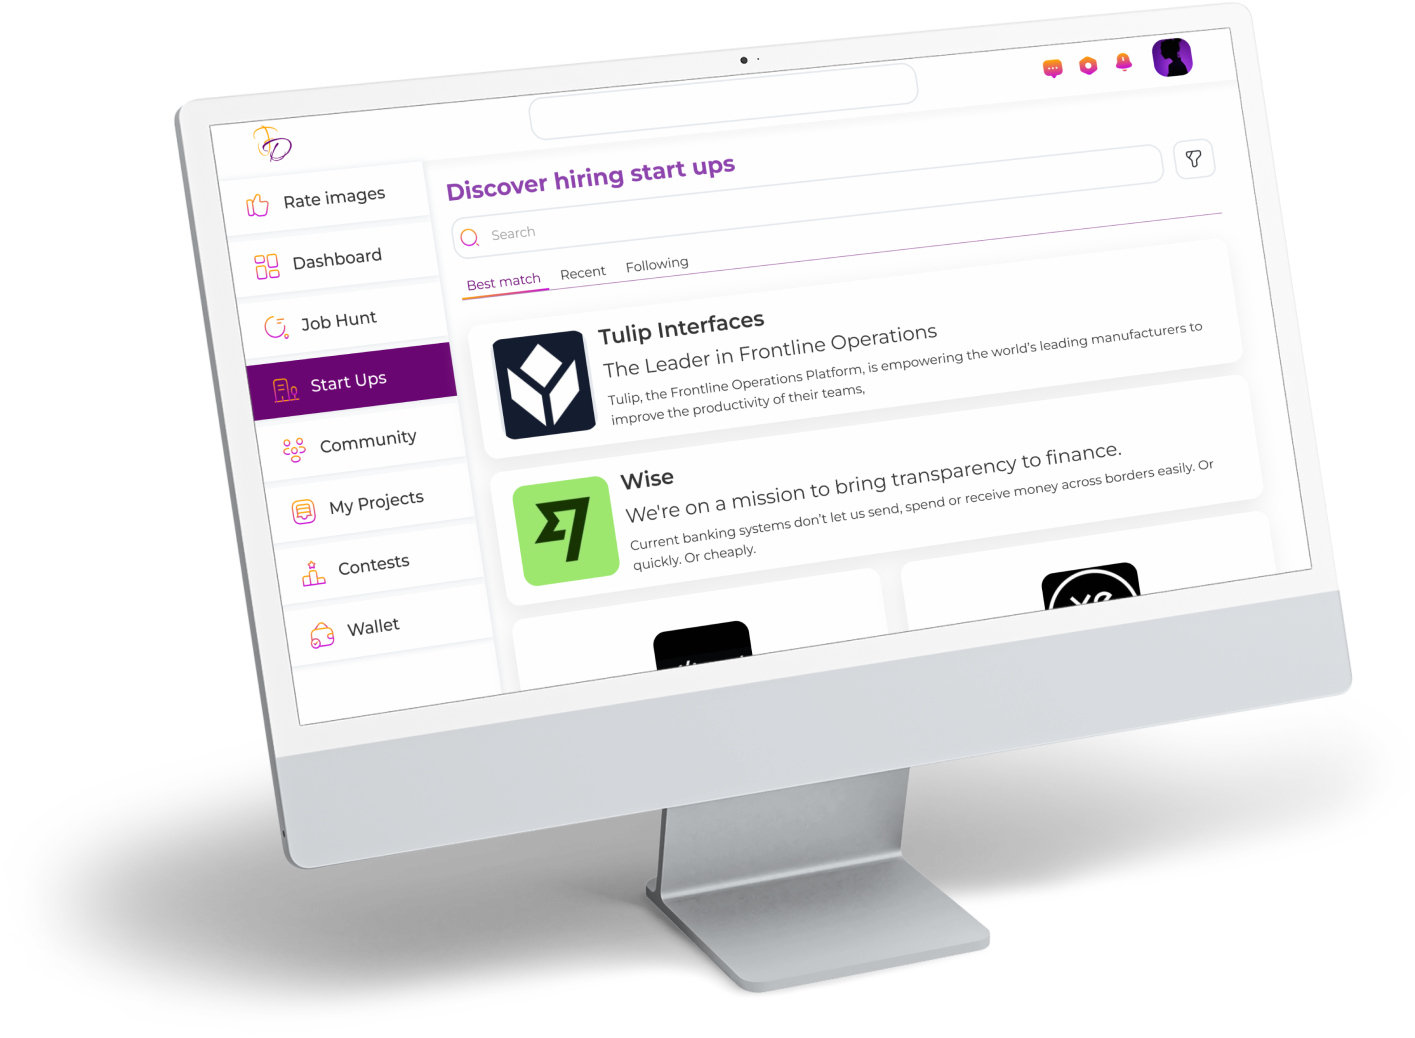 Rate images
Dashboard
Job Hunt
Start Ups
Community
My Projects
Contests
Wallet
Discover hiring start ups
Search
Best match Recent Following
Tulip Interfaces
The Leader in Frontline Operations
Tulip, the Frontline Operations Platform, is empowering the world's leading manufacturers to
improve the productivity of their teams,
Wise
We're on a mission to bring transparency to finance.
Current banking systems don't let us send, spend or receive money across borders easily. Or
quickly. Or cheaply.